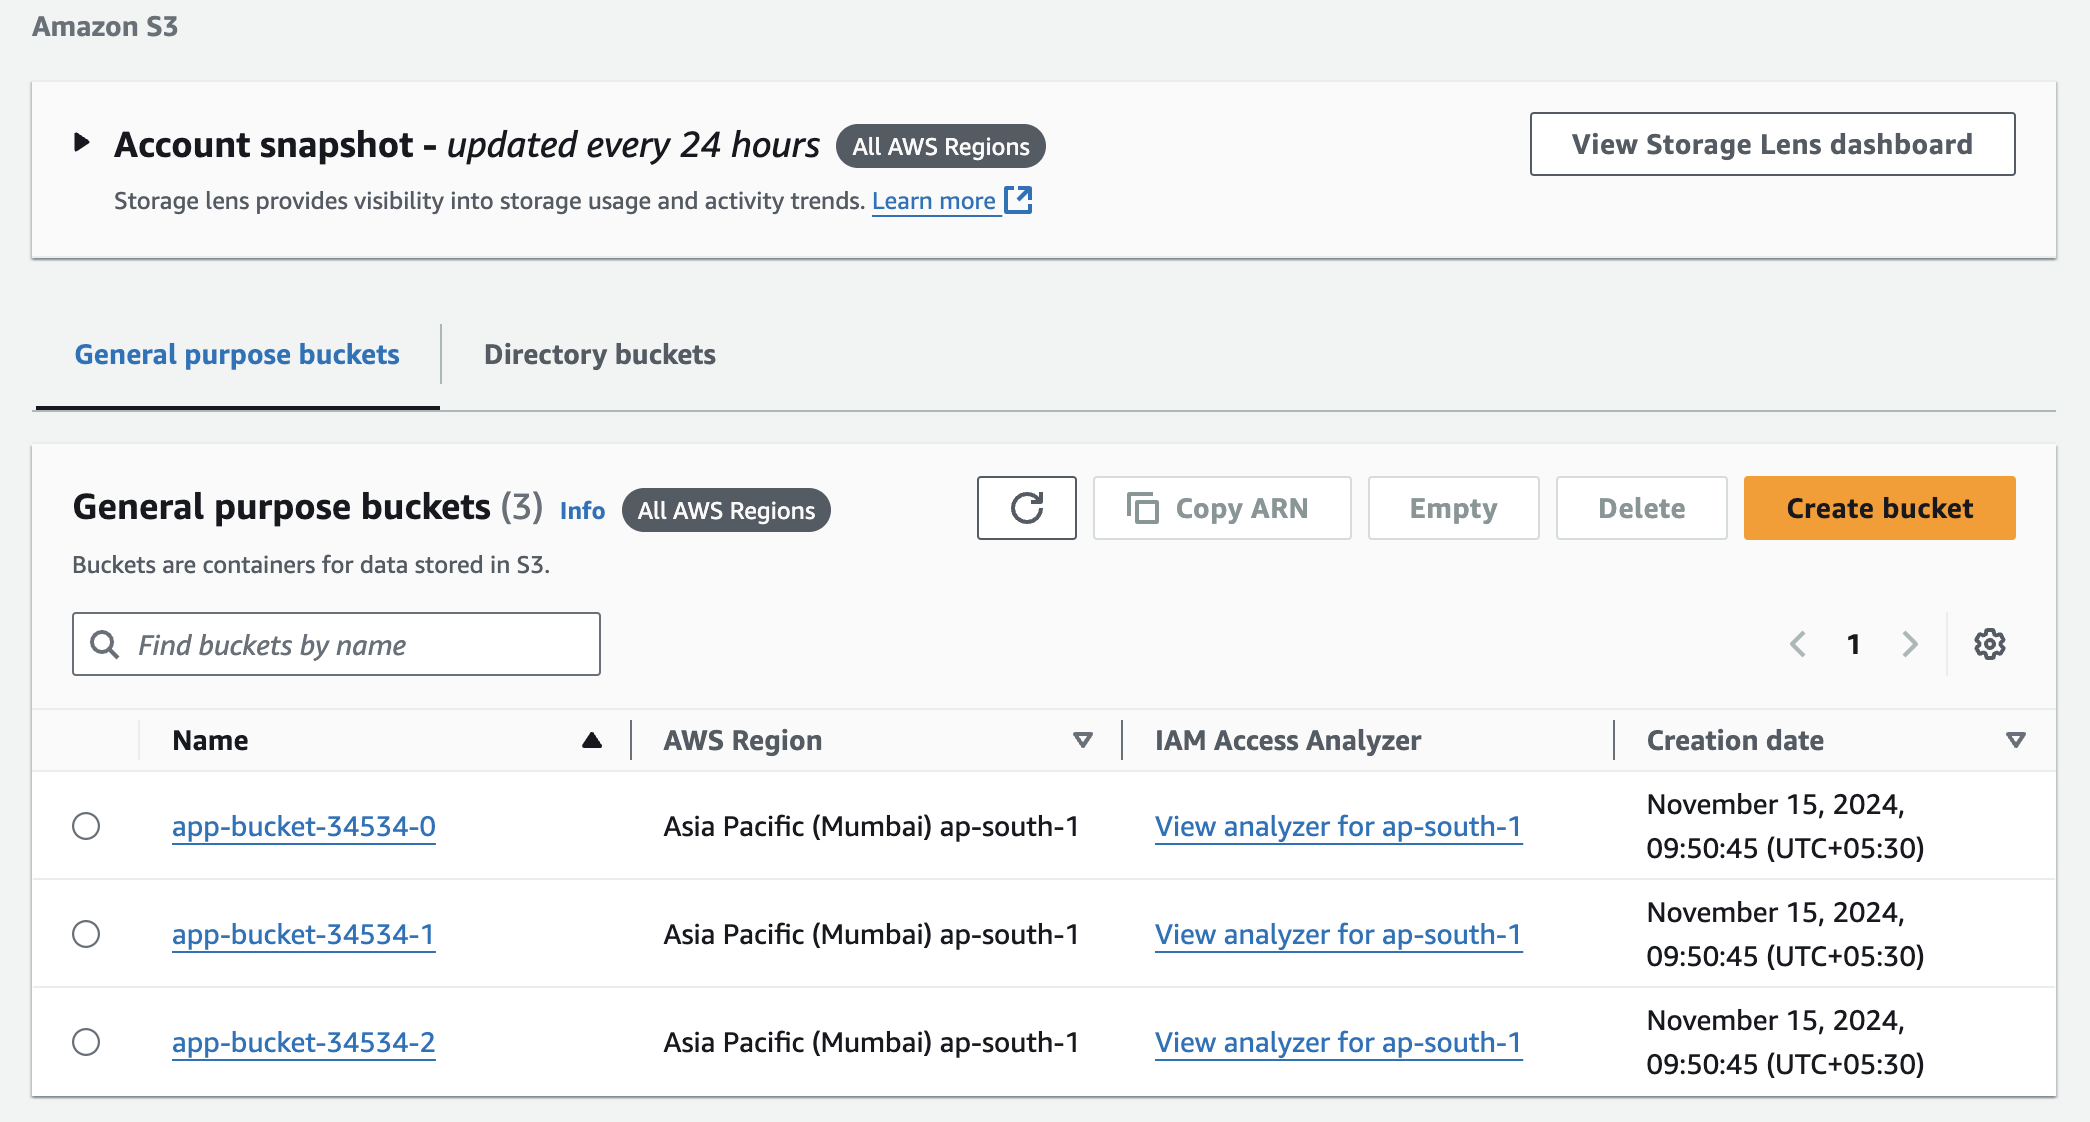 Amazon S3
Account snapshot - updated every 24 hours All AWS Regions
View Storage Lens dashboard
Storage lens provides visibility into storage usage and activity trends. Learn more
General purpose buckets
Directory buckets
General purpose buckets (3) Info All AWS Regions
Copy ARN
Empty
Delete
Create bucket
Buckets are containers for data stored in S3.
Find buckets by name
1
Name AWS Region IAM Access Analyzer Creation date
app-bucket-34534-0 Asia Pacific (Mumbai) ap-south-1 View analyzer for ap-south-1 November 15, 2024,
09:50:45 (UTC+05:30)
app-bucket-34534-1 Asia Pacific (Mumbai) ap-south-1 View analyzer for ap-south-1 November 15, 2024,
09:50:45 (UTC+05:30)
app-bucket-34534-2 Asia Pacific (Mumbai) ap-south-1 View analyzer for ap-south-1 November 15, 2024,
09:50:45 (UTC+05:30)